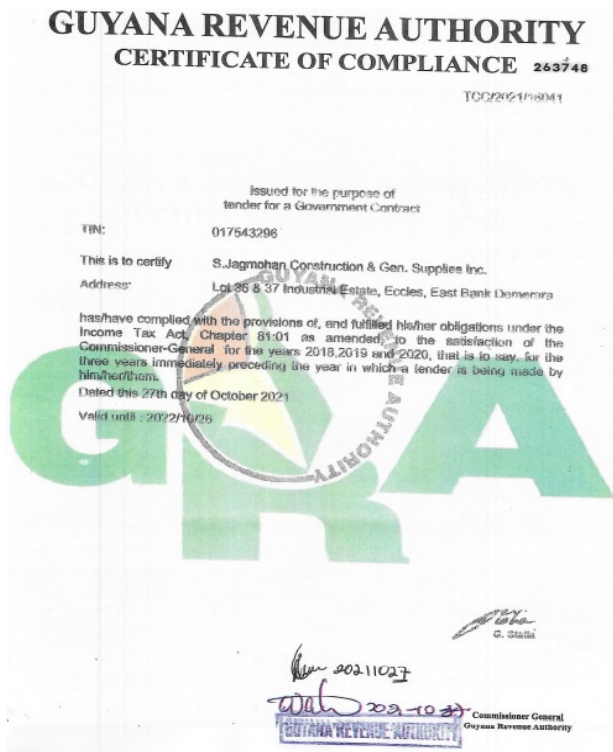 GUYANA REVENUE AUTHORITY
CERTIFICATE OF COMPLIANCE 263748
TCC/2021/16041
issued for the purpose of
tender for a Government Contract
TIN: 017543296
This is to certify S.Jagmohan Construction & Gen. Supplies Inc.
Address: Lot 36 & 37 Industrial Estate, Eccles, East Bank Demerara
has/have complied with the provisions of, and fulfilled his/her obligations under the
Income Tax Act, Chapter 81:01 as amended, to the satisfaction of the
Commissioner-General for the years 2018,2019 and 2020, that is to say, for the
three years immediately preceding the year in which a tender is being made by
him/her/them.
Dated this 27th day of October 2021
Valid until : 2022/10/26
GUYANA REVENUE AUTHORITY
GRA
G.
20211027
Commissioner General
Guyana Revenue Authority
GUYANA REVENUE AUTHORITY